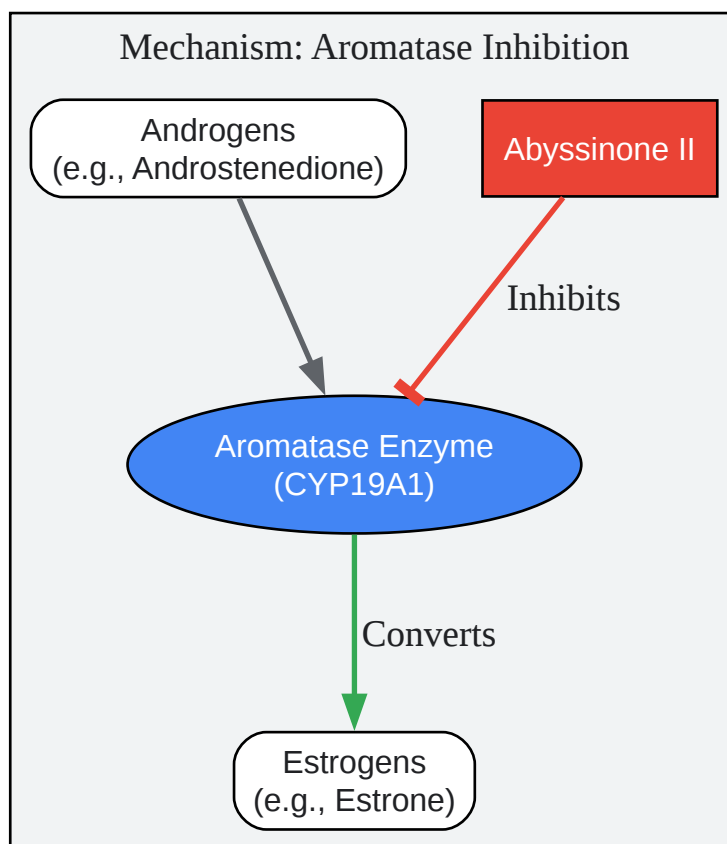 Mechanism: Aromatase Inhibition
Androgens
(e.g., Androstenedione)
Abyssinone II
Inhibits
Aromatase Enzyme
(CYP19A1)
Converts
Estrogens
(e.g., Estrone)